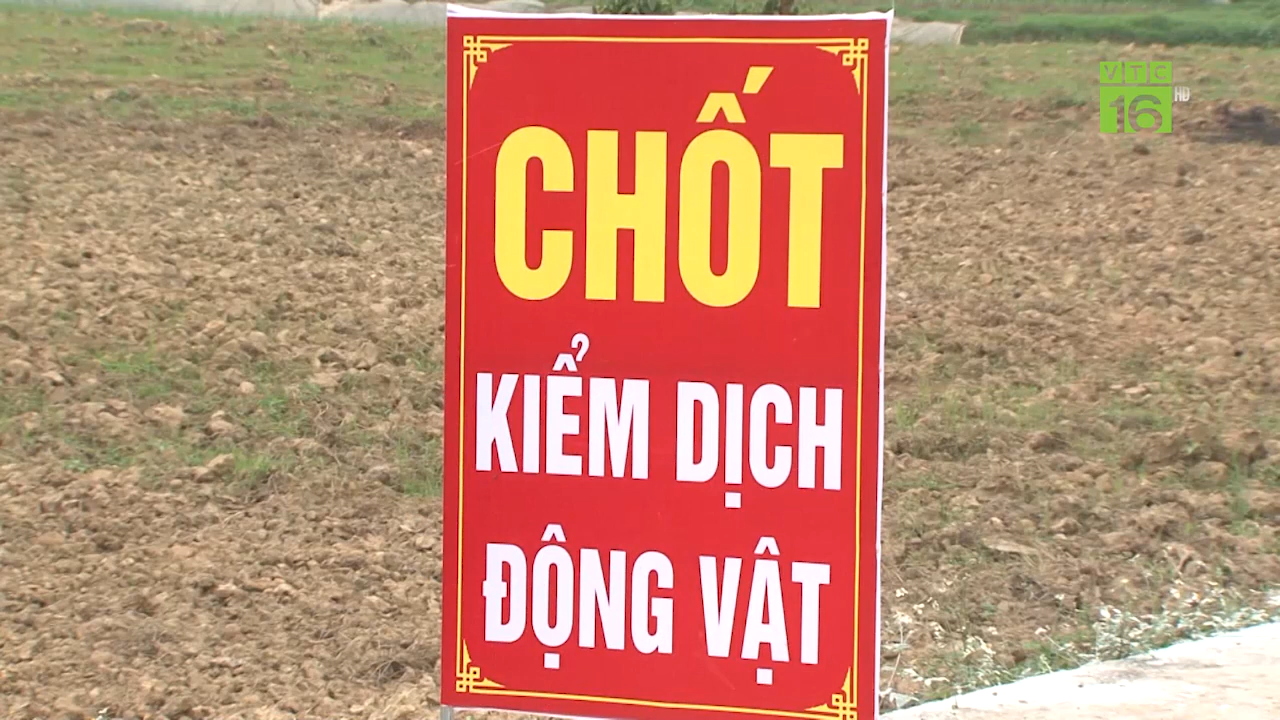 VTC
16 HD
CHỐT
KIỂM DỊCH
ĐỘNG VẬT